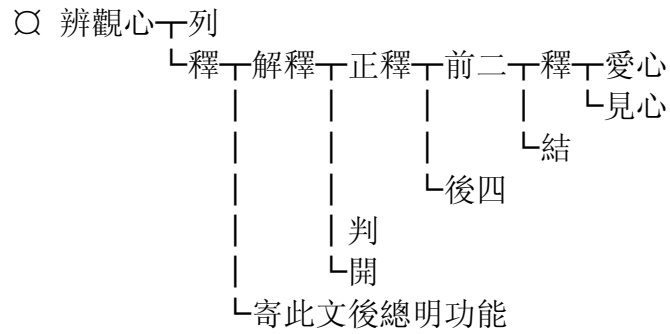 ¤ 辨觀心┬列
└釋┬解釋┬正釋┬前二┬釋┬愛心
│ │ │ │ └見心
│ │ │ └結
│ │ └後四
│ │判
│ └開
└寄此文後總明功能